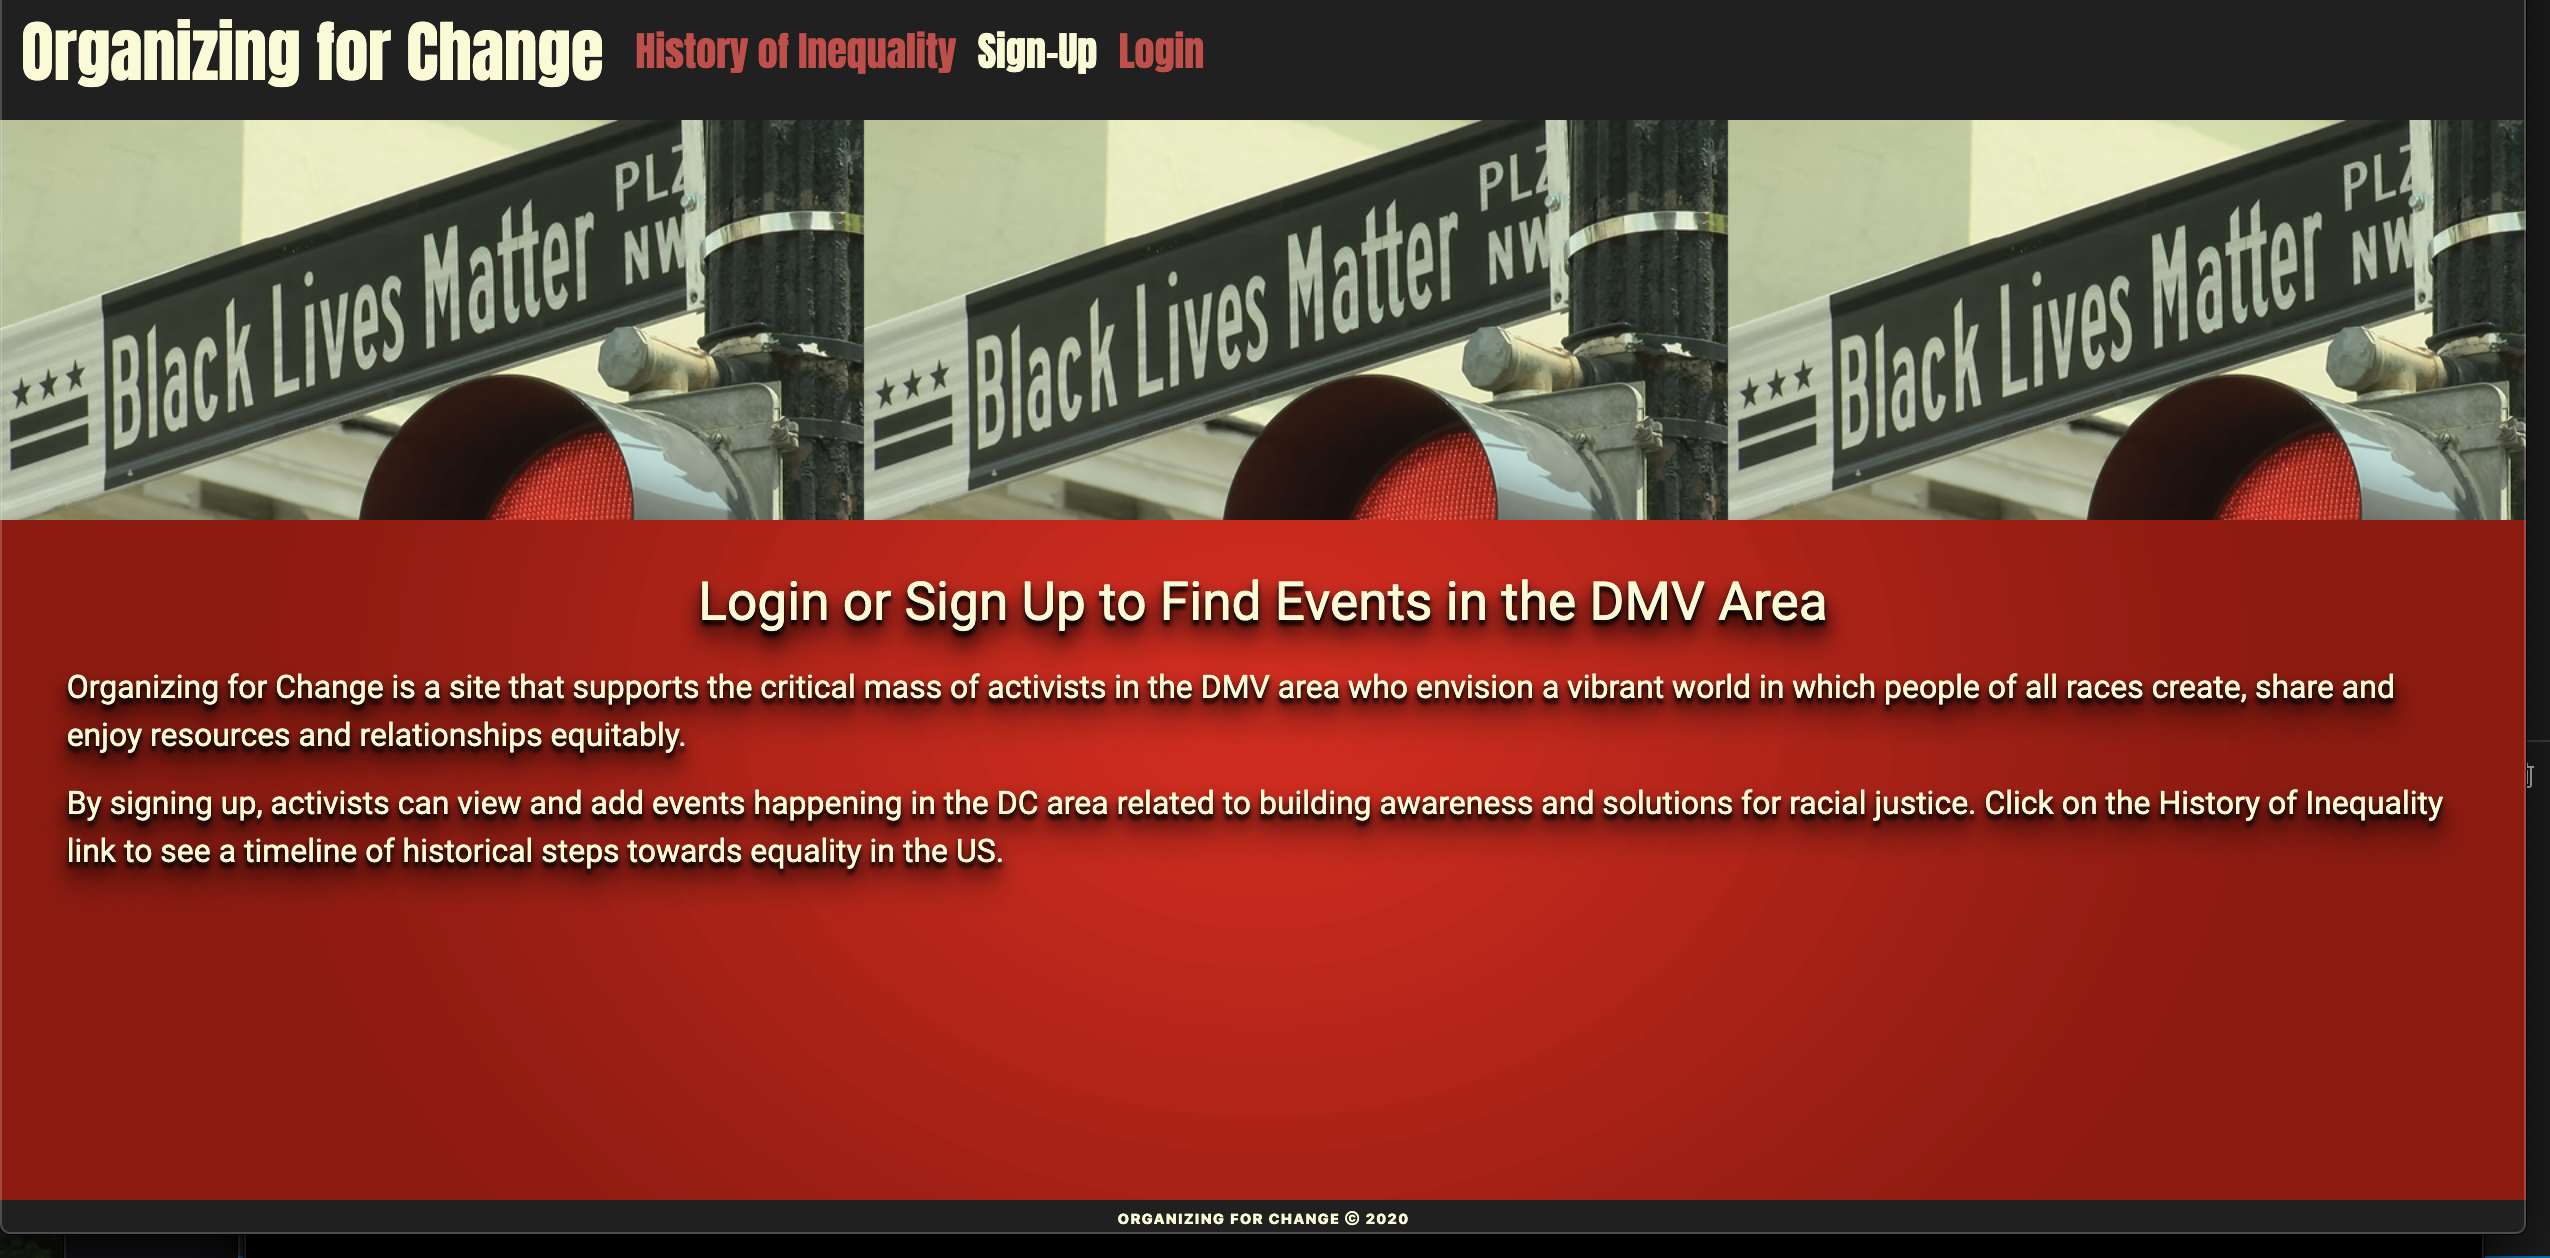 Organizing for Change History of Inequality Sign-Up Login
PLZ PLZ PLZ
Black Lives Matter NW Black Lives Matter NW Black Lives Matter NW
Login or Sign Up to Find Events in the DMV Area
Organizing for Change is a site that supports the critical mass of activists in the DMV area who envision a vibrant world in which people of all races create, share and
enjoy resources and relationships equitably.
By signing up, activists can view and add events happening in the DC area related to building awareness and solutions for racial justice. Click on the History of Inequality
link to see a timeline of historical steps towards equality in the US.
ORGANIZING FOR CHANGE © 2020